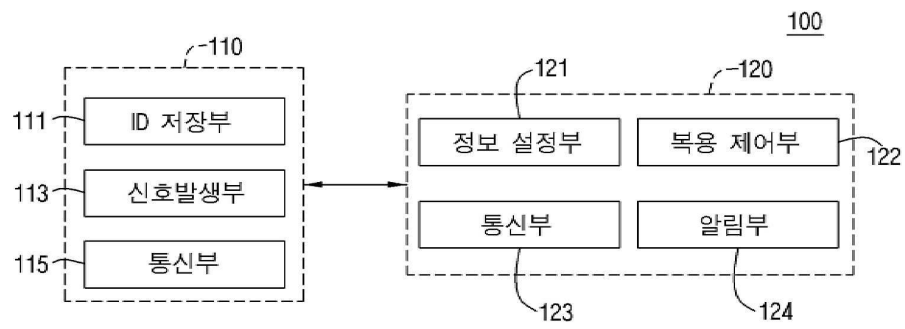 100
110
111 ID 저장부
113 신호발생부
115 통신부
120
121 정보 설정부
복용 제어부 122
통신부 123
알림부 124